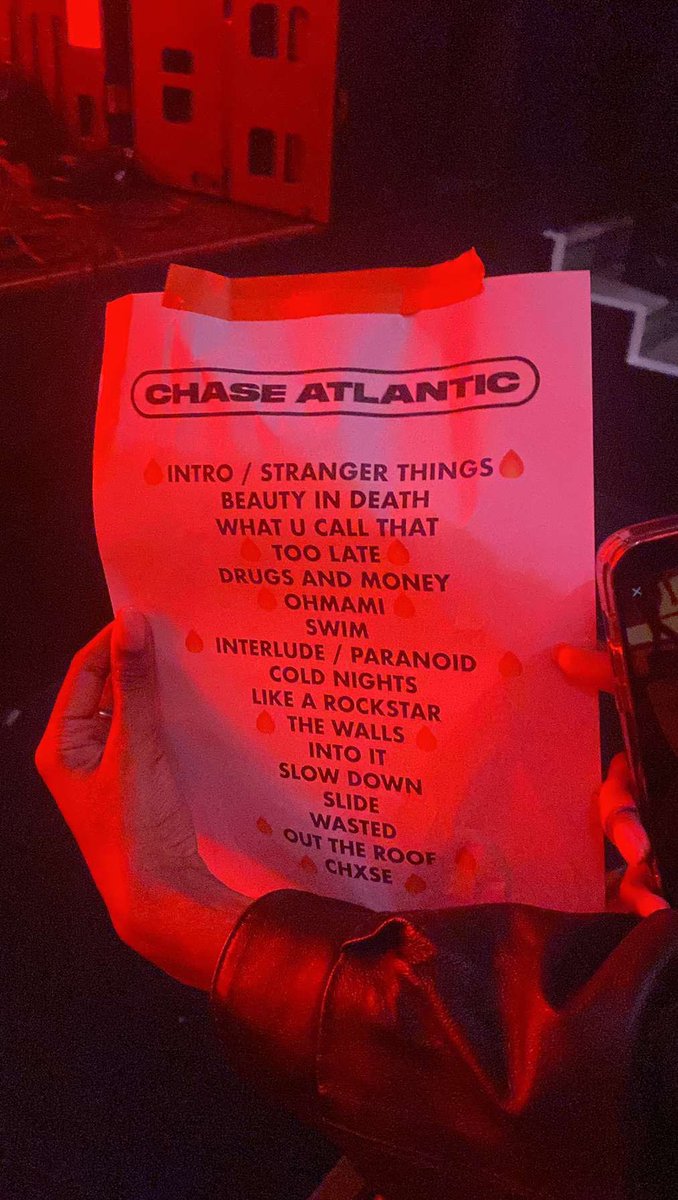 CHASE ATLANTIC
INTRO / STRANGER THINGS
BEAUTY IN DEATH
WHAT U CALL THAT
TOO LATE
DRUGS AND MONEY
OHMAMI
SWIM
INTERLUDE / PARANOID
COLD NIGHTS
LIKE A ROCKSTAR
THE WALLS
INTO IT
SLOW DOWN
SLIDE
WASTED
OUT THE ROOF
CHXSE